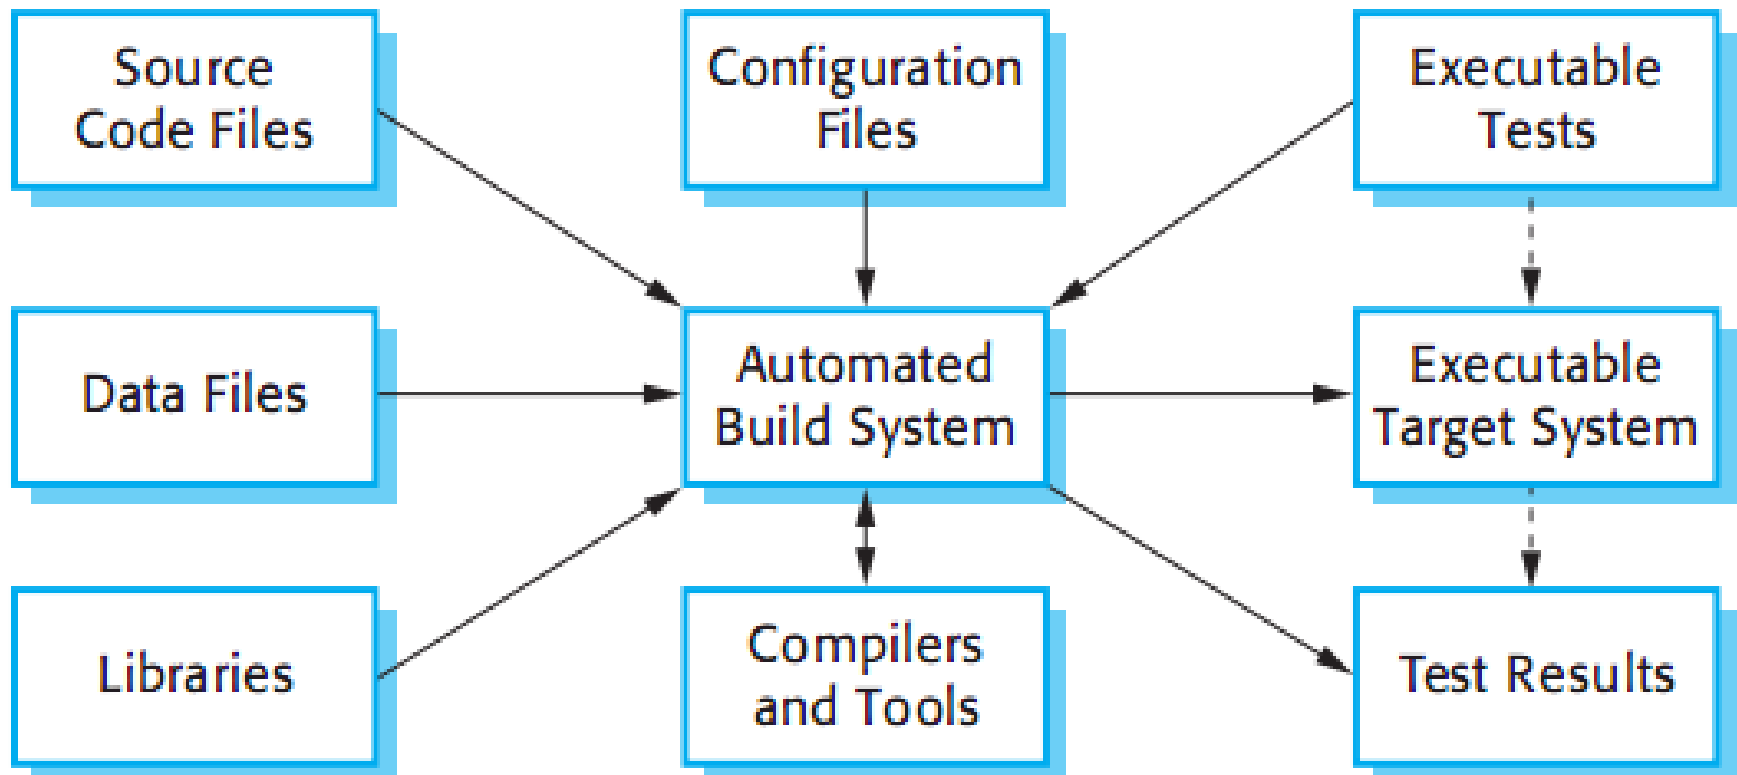 Source
Code Files
Configuration
Files
Executable
Tests
Data Files
Automated
Build System
Executable
Target System
Libraries
Compilers
and Tools
Test Results